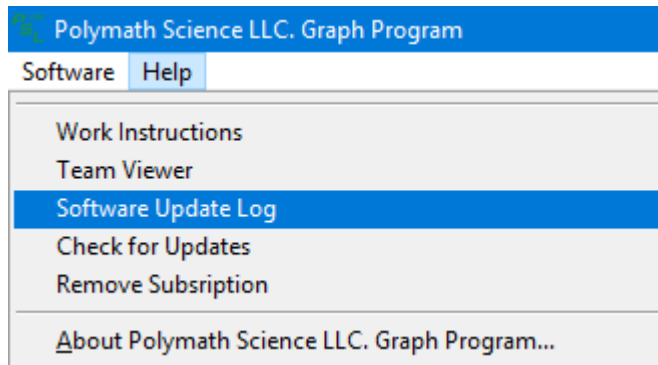 Polymath Science LLC. Graph Program
Software Help
Work Instructions
Team Viewer
Software Update Log
Check for Updates
Remove Subsription
About Polymath Science LLC. Graph Program...